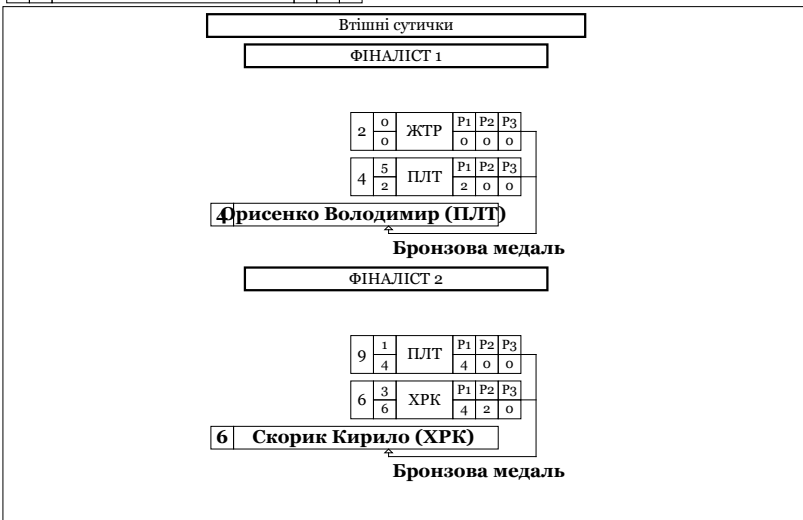 Втішні сутички
ФІНАЛІСТ 1
2 0 ЖТР P1 P2 P3
0 0 0 0
4 5 ПЛТ P1 P2 P3
2 2 0 0
4 Орисенко Володимир (ПЛТ)
Бронзова медаль
ФІНАЛІСТ 2
9 1 ПЛТ P1 P2 P3
4 4 0 0
6 3 ХРК P1 P2 P3
6 4 2 0
6 Скорик Кирило (ХРК)
Бронзова медаль